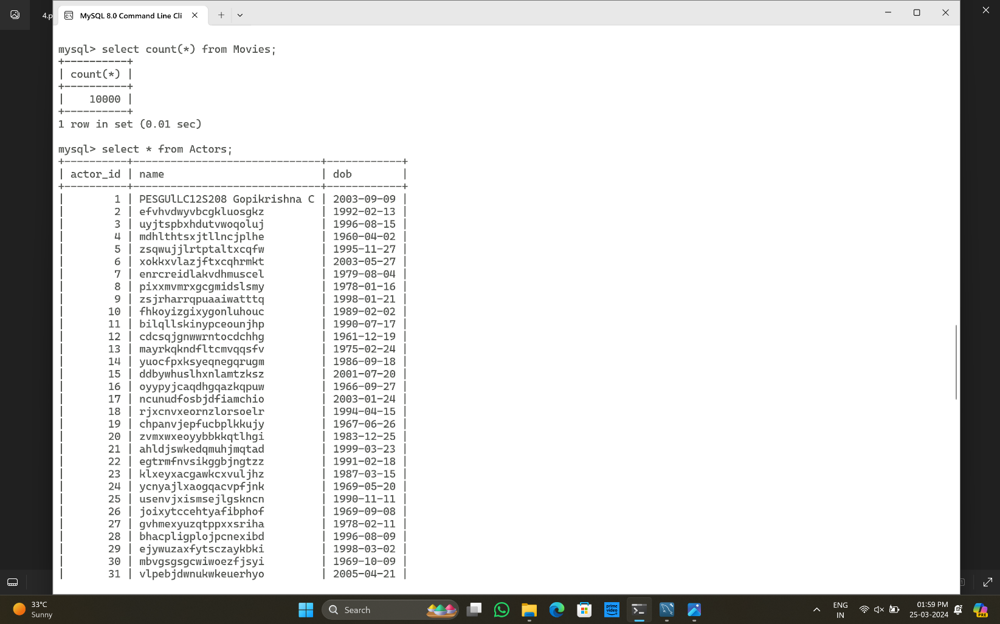 4.p
MySQL 8.0 Command Line Cli
mysql> select count(*) from Movies;
+----------+
| count(*) |
+----------+
|    10000 |
+----------+
1 row in set (0.01 sec)
mysql> select * from Actors;
+----------+------------------------------+------------+
| actor_id | name                         | dob        |
+----------+------------------------------+------------+
|        1 | PESGUlLC12S208 Gopikrishna C | 2003-09-09 |
|        2 | efvhvdwyvbcgkluosgkz         | 1992-02-13 |
|        3 | uyjtspbxhdutvwoqoluj         | 1996-08-15 |
|        4 | mdhlthtsxjtllncjplhe         | 1960-04-02 |
|        5 | zsqwujjlrtptaltxcqfw         | 1995-11-27 |
|        6 | xokkxvlazjftxcqhrmkt         | 2003-05-27 |
|        7 | enrcreidlakvdhmuscel         | 1979-08-04 |
|        8 | pixxmvmrxgcgmidslsmy         | 1978-01-16 |
|        9 | zsjrharrqpuaaiwatttq         | 1998-01-21 |
|       10 | fhkoyizgixygonluhouc         | 1989-02-02 |
|       11 | bilqllskinypceounjhp         | 1990-07-17 |
|       12 | cdcsqjgnwwrntocdchhg         | 1961-12-19 |
|       13 | mayrkqkndfltcmvqqsfv         | 1975-02-24 |
|       14 | yuocfpxksyeqnegqrugm         | 1986-09-18 |
|       15 | ddbywhuslhxnlamtzksz         | 2001-07-20 |
|       16 | oyypyjcaqdhgqazkqpuw         | 1966-09-27 |
|       17 | ncunudfosbjdfiamchio         | 2003-01-24 |
|       18 | rjxcnvxeornzlorsoelr         | 1994-04-15 |
|       19 | chpanvjepfucbplkkujy         | 1967-06-26 |
|       20 | zvmxwxeoyybbkkqtlhgi         | 1983-12-25 |
|       21 | ahldjswkedqmuhjmqtad         | 1999-03-23 |
|       22 | egtrmfnvsikggbjngtzz         | 1991-02-18 |
|       23 | klxeyxacgawkcxvuljhz         | 1987-03-15 |
|       24 | ycnyajlxaogqacvpfjnk         | 1969-05-20 |
|       25 | usenvjxismsejlgskncn         | 1990-11-11 |
|       26 | joixytccehtyafibphof         | 1969-09-08 |
|       27 | gvhmexyuzqtppxxsriha         | 1978-02-11 |
|       28 | bhacpligplojpcnexibd         | 1996-08-09 |
|       29 | ejywuzaxfytsczaykbki         | 1998-03-02 |
|       30 | mbvgsgsgcwiwoezfjsyi         | 1969-10-09 |
|       31 | vlpebjdwnukwkeuerhyo         | 2005-04-21 |
33°C
Sunny
Search
prime video
ENG
IN
01:59 PM
25-03-2024
PRE